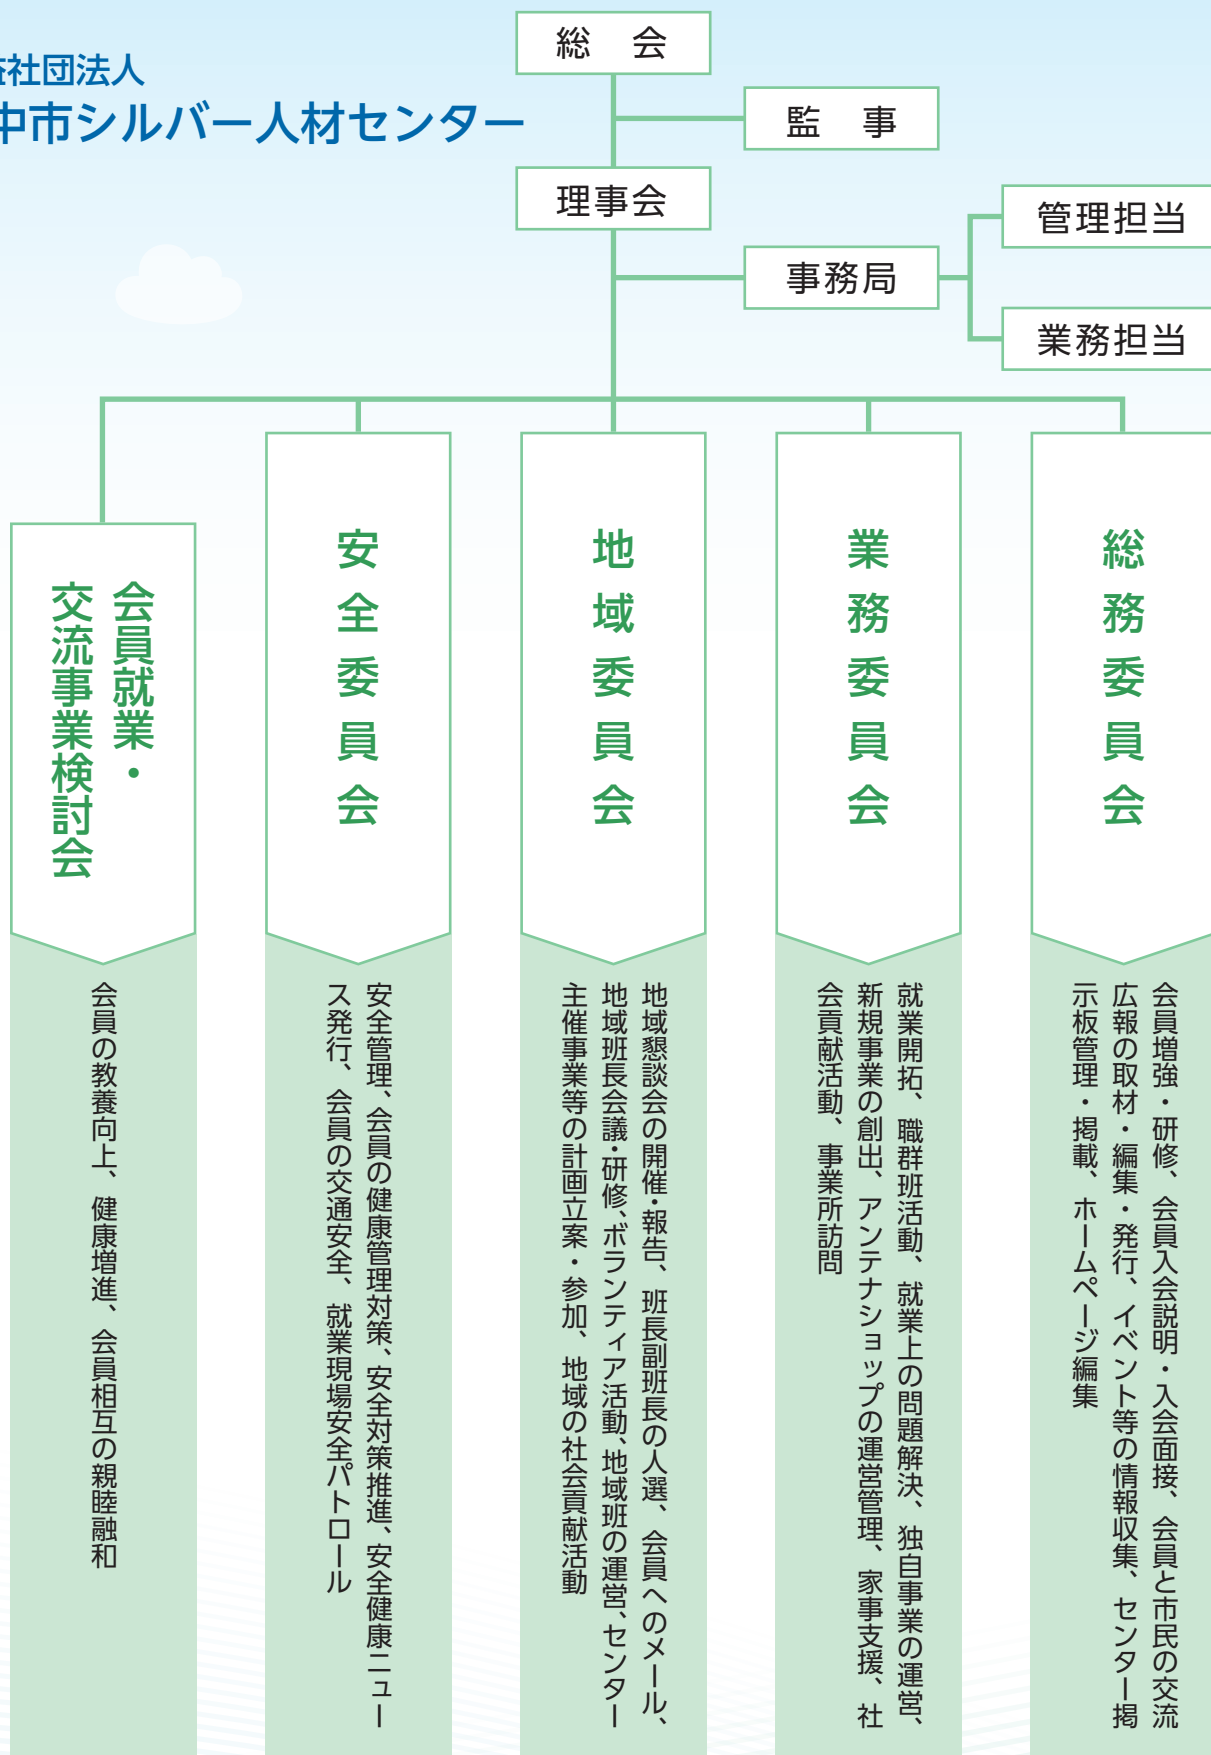 益社団法人
中市シルバー人材センター
総　会
監　事
理事会
事務局
管理担当
業務担当
総務委員会
会員増強・研修、会員入会説明・入会面接、会員と市民の交流
広報の取材・編集・発行、イベント等の情報収集、センター掲
示板管理・掲載、ホームページ編集
業務委員会
就業開拓、職群班活動、就業上の問題解決、独自事業の運営、
新規事業の創出、アンテナショップの運営管理、家事支援、社
会貢献活動、事業所訪問
地域委員会
地域懇談会の開催・報告、班長副班長の人選、会員へのメール、
地域班長会議・研修、ボランティア活動、地域班の運営、センター
主催事業等の計画立案・参加、地域の社会貢献活動
安全委員会
安全管理、会員の健康管理対策、安全対策推進、安全健康ニュー
ス発行、会員の交通安全、就業現場安全パトロール
会員就業・
交流事業検討会
会員の教養向上、健康増進、会員相互の親睦融和